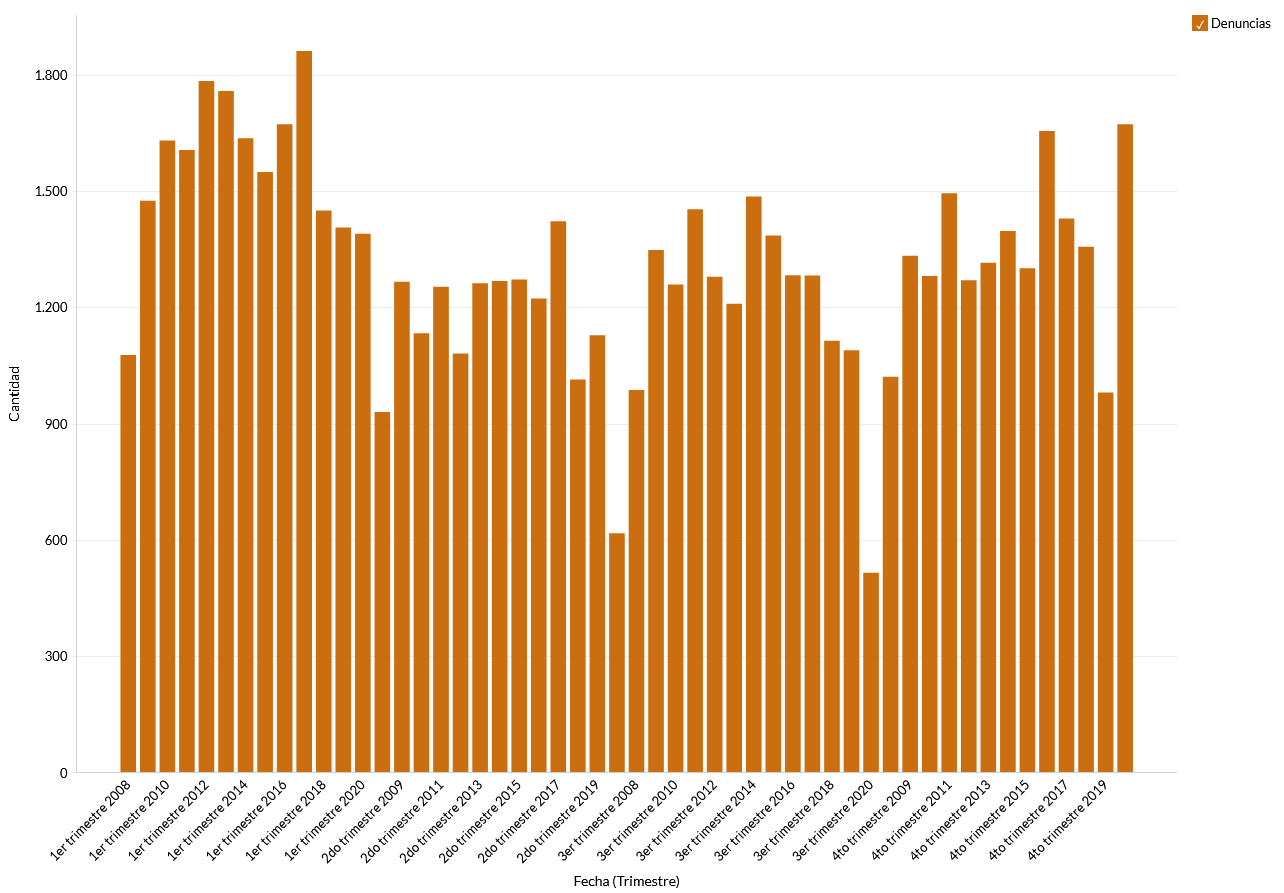 Denuncias
1.800
1.500
1.200
900
600
300
0
Cantidad
1er trimestre 2008
1er trimestre 2010
1er trimestre 2012
1er trimestre 2014
1er trimestre 2016
1er trimestre 2018
1er trimestre 2020
2do trimestre 2009
2do trimestre 2011
2do trimestre 2013
2do trimestre 2015
2do trimestre 2017
2do trimestre 2019
3er trimestre 2008
3er trimestre 2010
3er trimestre 2012
3er trimestre 2014
3er trimestre 2016
3er trimestre 2018
3er trimestre 2020
4to trimestre 2009
4to trimestre 2011
4to trimestre 2013
4to trimestre 2015
4to trimestre 2017
4to trimestre 2019
Fecha (Trimestre)